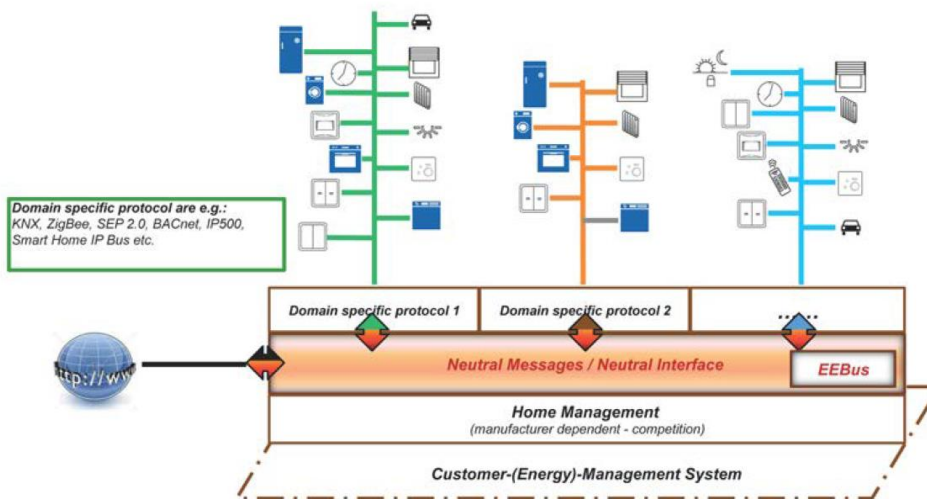 Domain specific protocol are e.g.:
KNX, ZigBee, SEP 2.0, BACnet, IP500,
Smart Home IP Bus etc.
Domain specific protocol 1
Domain specific protocol 2
......
http://ww
Neutral Messages / Neutral Interface
EEBus
Home Management
(manufacturer dependent - competition)
Customer-(Energy)-Management System